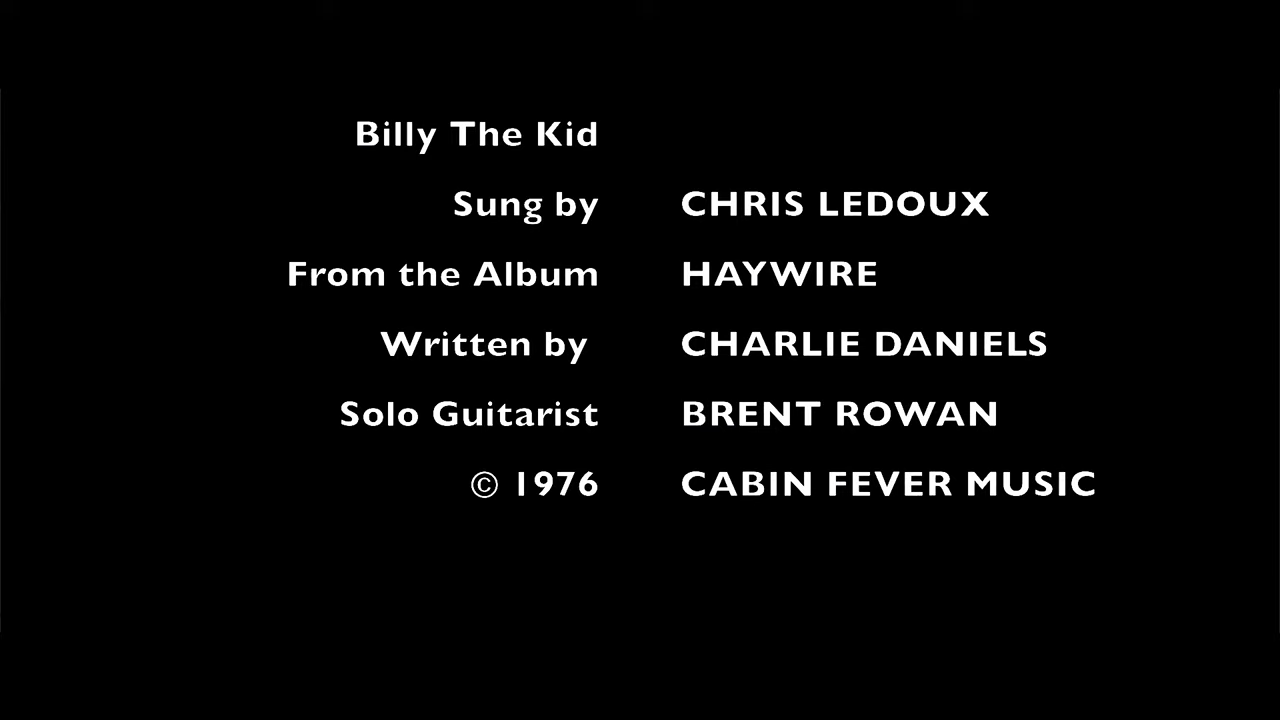 Billy The Kid
Sung by CHRIS LEDOUX
From the Album HAYWIRE
Written by CHARLIE DANIELS
Solo Guitarist BRENT ROWAN
© 1976 CABIN FEVER MUSIC